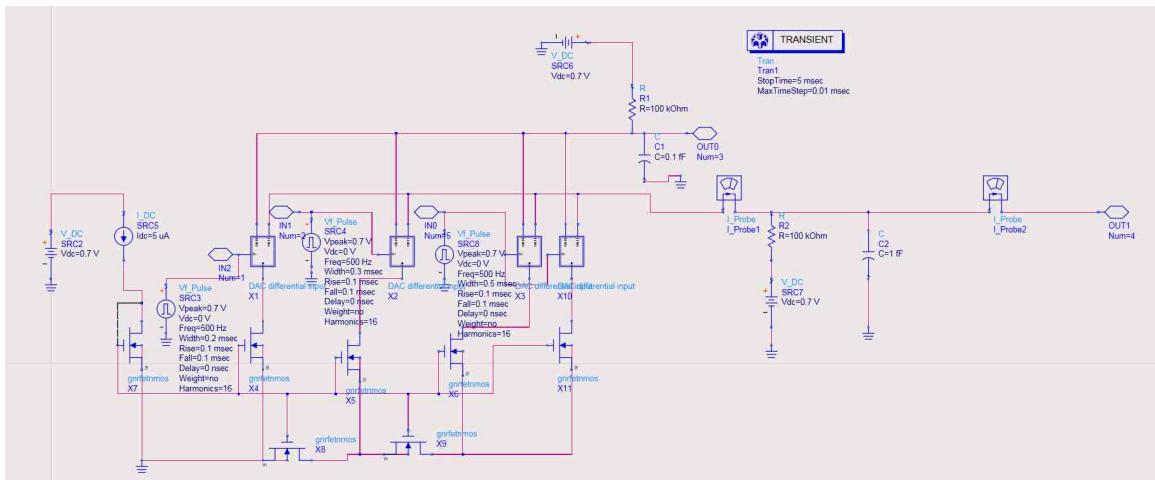 V_DC
SRC6
Vdc=0.7 V
TRANSIENT
Tran
Tran1
StopTime=5 msec
MaxTimeStep=0.01 msec
R
R1
R=100 kOhm
C
C1
C=0.1 fF
OUT0
Num=3
V_DC
SRC2
Vdc=0.7 V
I_DC
SRC5
Idc=5 uA
IN2
Num=1
Vf_Pulse
SRC3
Vpeak=0.7 V
Vdc=0 V
Freq=500 Hz
Width=0.2 msec
Rise=0.1 msec
Fall=0.1 msec
Delay=0 nsec
Weight=no
Harmonics=16
IN1
Num=2
Vf_Pulse
SRC4
Vpeak=0.7 V
Vdc=0 V
Freq=500 Hz
Width=0.3 msec
Rise=0.1 msec
Fall=0.1 msec
Delay=0 nsec
Weight=no
Harmonics=16
IN0
Num=5
Vf_Pulse
SRC8
Vpeak=0.7 V
Vdc=0 V
Freq=500 Hz
Width=0.5 msec
Rise=0.1 msec
Fall=0.1 msec
Delay=0 nsec
Weight=no
Harmonics=16
DAC differential input
X1
DAC differential input
X2
X3
X10
I_Probe
I_Probe1
R
R2
R=100 kOhm
V_DC
SRC7
Vdc=0.7 V
C
C2
C=1 fF
I_Probe
I_Probe2
OUT1
Num=4
gnrfetnmos
X7
gnrfetnmos
X4
gnrfetnmos
X5
gnrfetnmos
X6
gnrfetnmos
X11
gnrfetnmos
X8
gnrfetnmos
X9